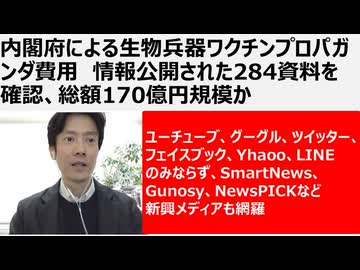 内閣府による生物兵器ワクチンプロパガ
ンダ費用　情報公開された284資料を
確認、総額170億円規模か
ユーチューブ、グーグル、ツイッター、
フェイスブック、Yhaoo、LINE
のみならず、SmartNews、
Gunosy、NewsPICKなど
新興メディアも網羅